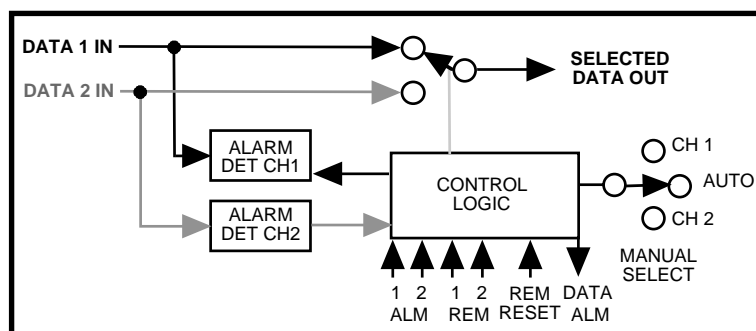 DATA 1 IN
SELECTED
DATA OUT
DATA 2 IN
ALARM
DET CH1
ALARM
DET CH2
CONTROL
LOGIC
CH 1
AUTO
CH 2
MANUAL
SELECT
1 2 1 2 REM DATA
ALM REM RESET ALM